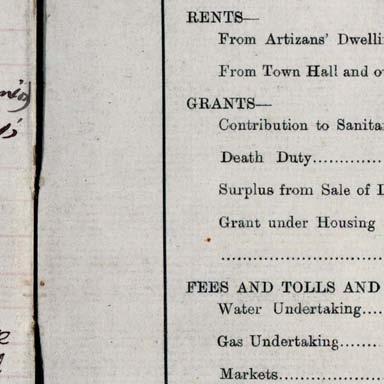 RENTS—
From Artizans' Dwelli
From Town Hall and o
GRANTS—
Contribution to Sanita
Death Duty..............
Surplus from Sale of
Grant under Housing
..............................
FEES AND TOLLS AND
Water Undertaking....
Gas Undertaking.......
Markets...................